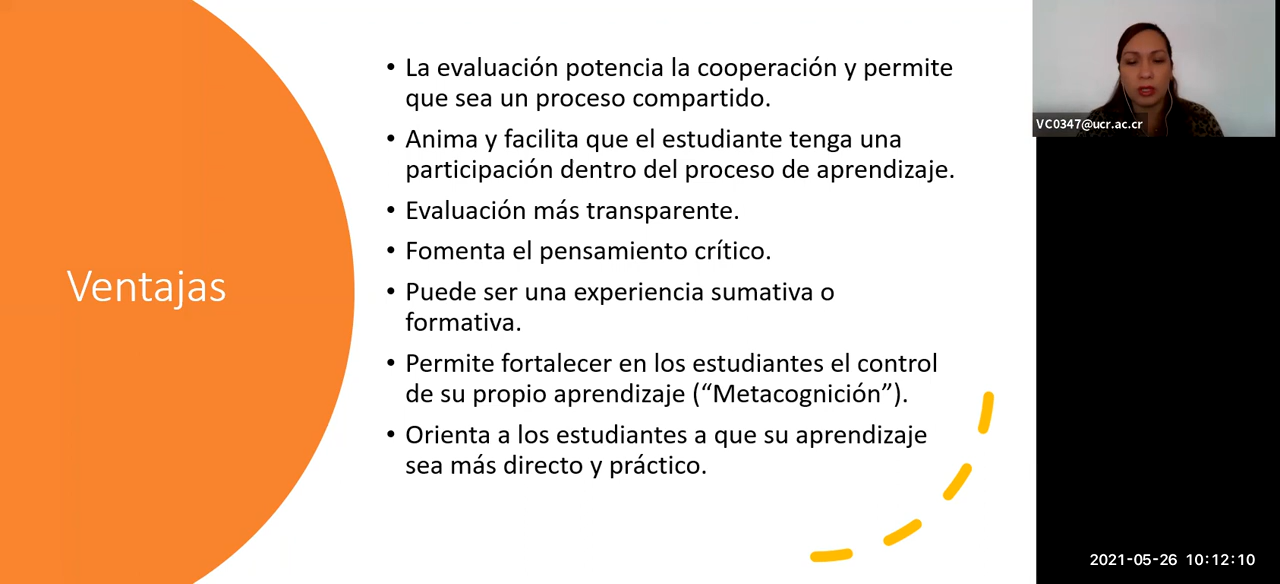 Ventajas
• La evaluación potencia la cooperación y permite
que sea un proceso compartido.
• Anima y facilita que el estudiante tenga una
participación dentro del proceso de aprendizaje.
• Evaluación más transparente.
• Fomenta el pensamiento crítico.
• Puede ser una experiencia sumativa o
formativa.
• Permite fortalecer en los estudiantes el control
de su propio aprendizaje (“Metacognición”).
• Orienta a los estudiantes a que su aprendizaje
sea más directo y práctico.
VC0347@ucr.ac.cr
2021-05-26 10:12:10